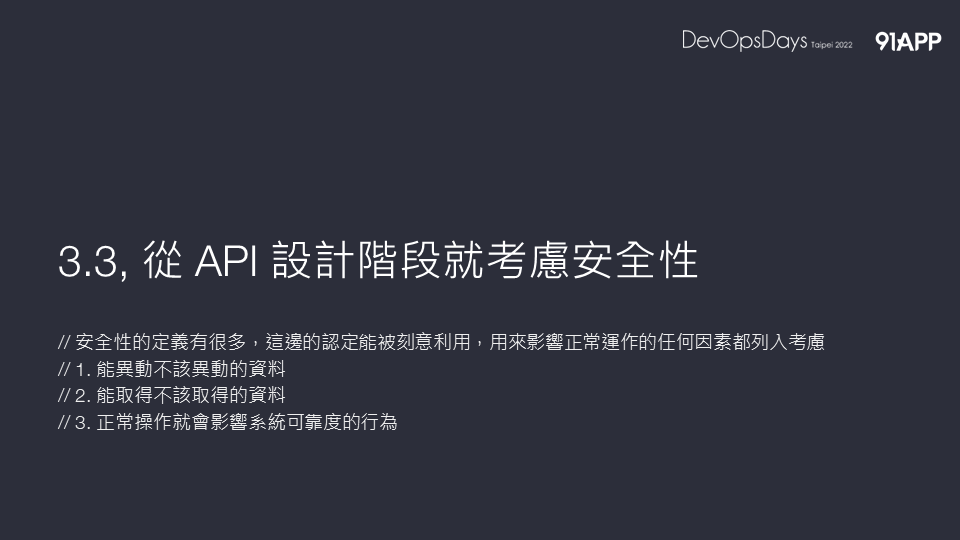 DevOpsDays Taipei 2022 91APP
3.3, 從 API 設計階段就考慮安全性
// 安全性的定義有很多，這邊的認定能被刻意利用，用來影響正常運作的任何因素都列入考慮
// 1. 能異動不該異動的資料
// 2. 能取得不該取得的資料
// 3. 正常操作就會影響系統可靠度的行為